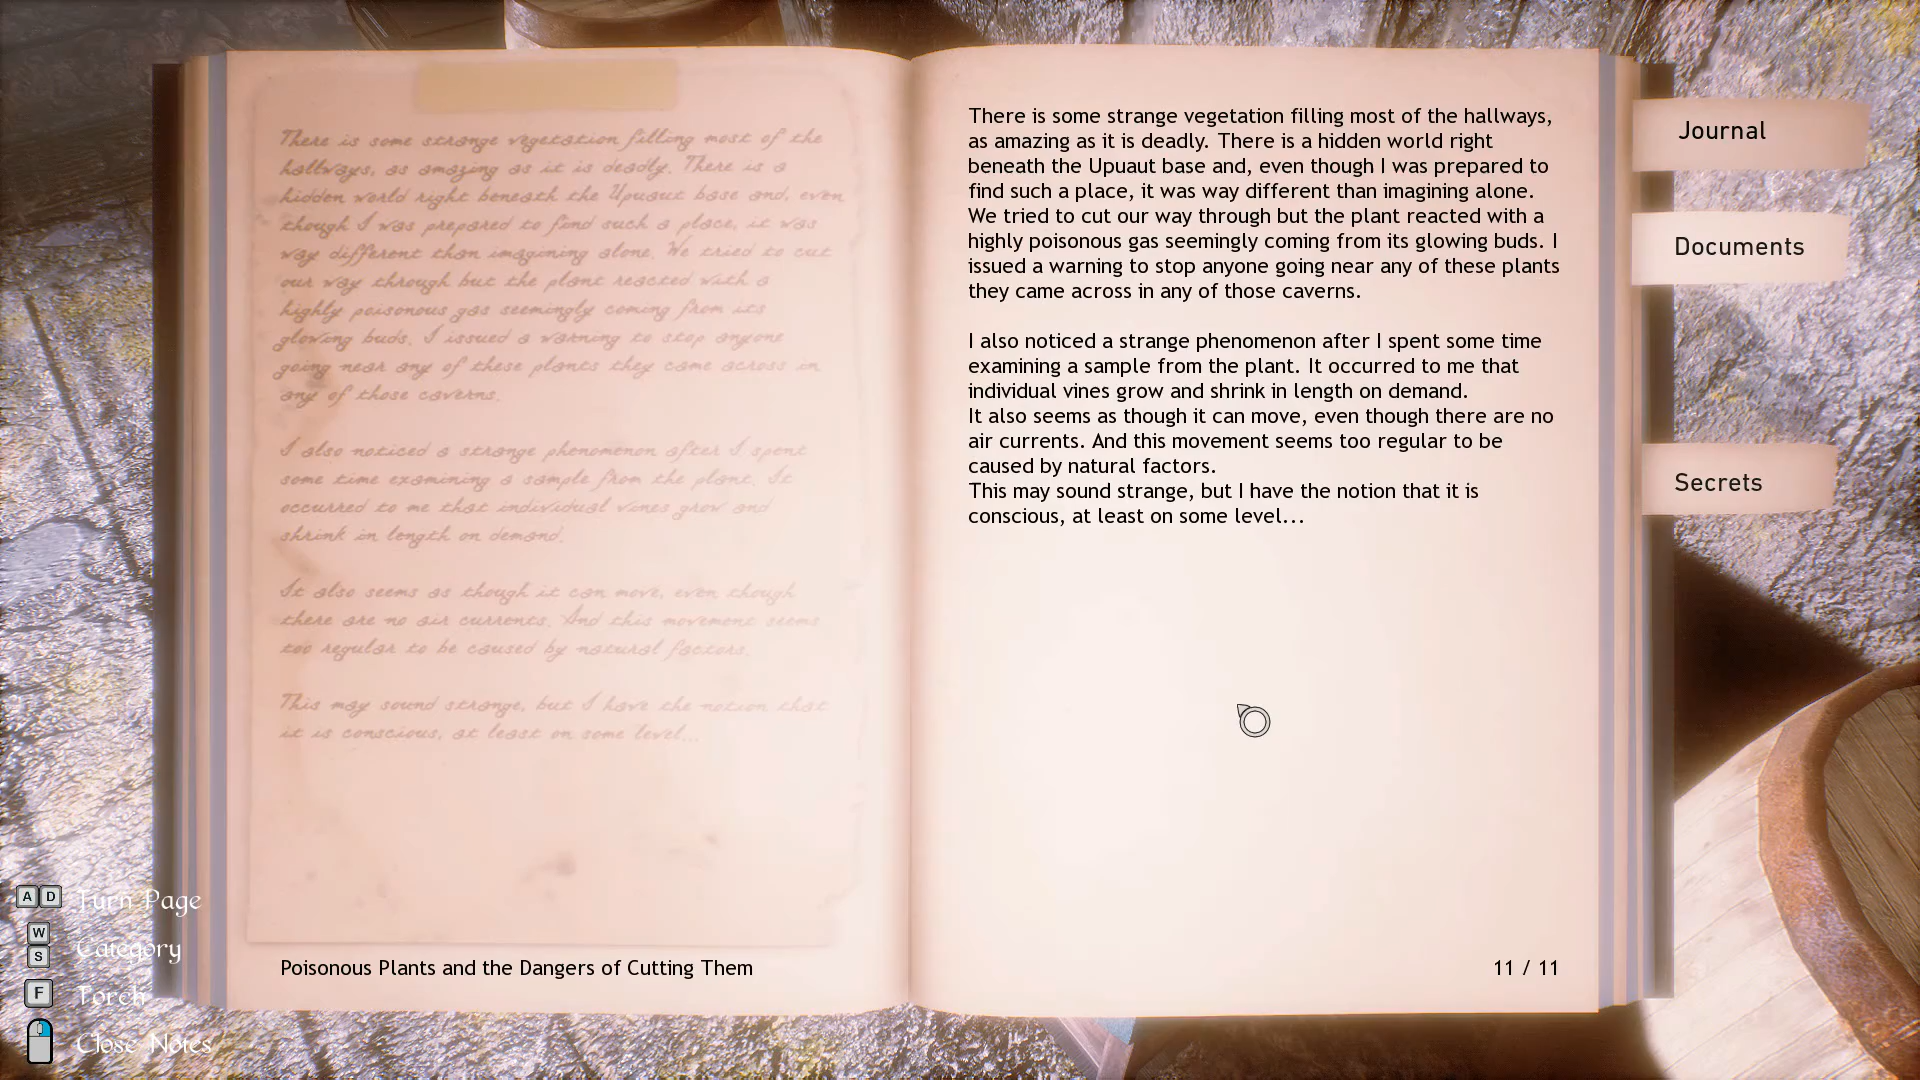 There is some strange vegetation filling most of the
hallways, as amazing as it is deadly. There is a
hidden world right beneath the Upuaut base and, even
though I was prepared to find such a place, it was
way different than imagining alone. We tried to cut
our way through but the plant reacted with a
highly poisonous gas seemingly coming from its
glowing buds. I issued a warning to stop anyone
going near any of these plants they came across in
any of those caverns.
I also noticed a strange phenomenon after I spent
some time examining a sample from the plant. It
occurred to me that individual vines grow and
shrink in length on demand.
It also seems as though it can move, even though
there are no air currents. And this movement seems
too regular to be caused by natural factors.
This may sound strange, but I have the notion that
it is conscious, at least on some level...
Poisonous Plants and the Dangers of Cutting Them
There is some strange vegetation filling most of the hallways,
as amazing as it is deadly. There is a hidden world right
beneath the Upuaut base and, even though I was prepared to
find such a place, it was way different than imagining alone.
We tried to cut our way through but the plant reacted with a
highly poisonous gas seemingly coming from its glowing buds. I
issued a warning to stop anyone going near any of these plants
they came across in any of those caverns.
I also noticed a strange phenomenon after I spent some time
examining a sample from the plant. It occurred to me that
individual vines grow and shrink in length on demand.
It also seems as though it can move, even though there are no
air currents. And this movement seems too regular to be
caused by natural factors.
This may sound strange, but I have the notion that it is
conscious, at least on some level...
11 / 11
Journal
Documents
Secrets
A D Turn Page
W
S
Category
F Torch
Close Notes